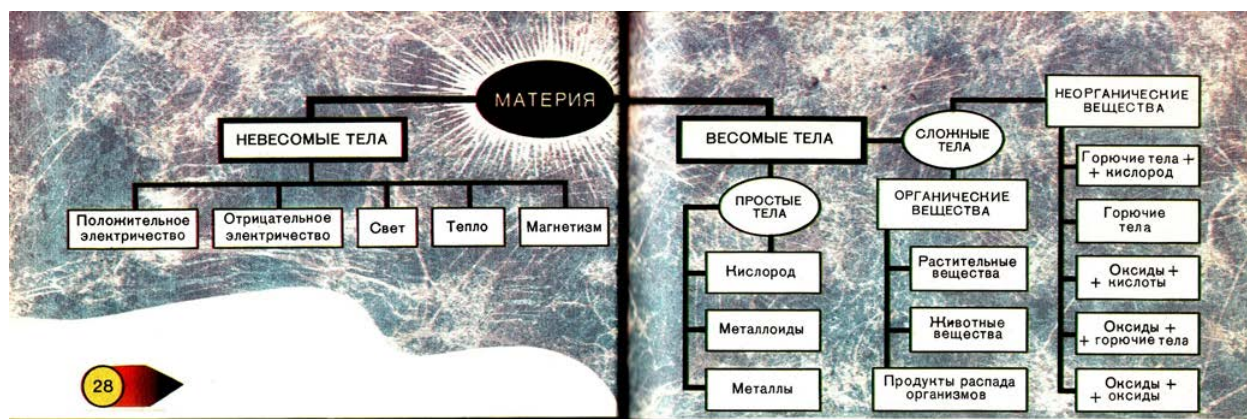 МАТЕРИЯ
НЕВЕСОМЫЕ ТЕЛА
Положительное
электричество
Отрицательное
электричество
Свет
Тепло
Магнетизм
28
ВЕСОМЫЕ ТЕЛА
СЛОЖНЫЕ
ТЕЛА
НЕОРГАНИЧЕСКИЕ
ВЕЩЕСТВА
ПРОСТЫЕ
ТЕЛА
Кислород
Металлоиды
Металлы
ОРГАНИЧЕСКИЕ
ВЕЩЕСТВА
Растительные
вещества
Животные
вещества
Продукты распада
организмов
Горючие тела +
+ кислород
Горючие
тела
Оксиды +
+ кислоты
Оксиды +
+ горючие тела
Оксиды +
+ оксиды